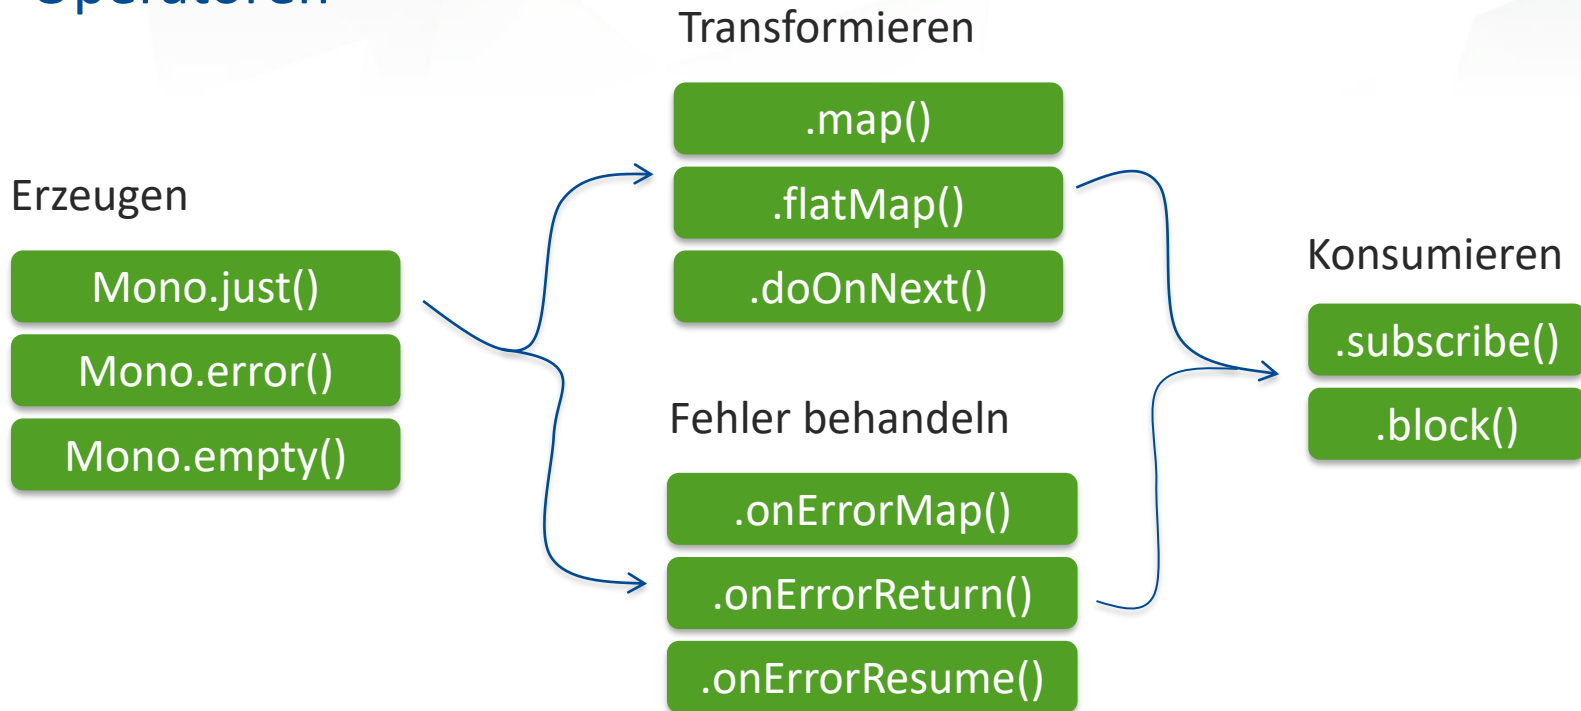 Operatoren
Erzeugen
Mono.just()
Mono.error()
Mono.empty()
Transformieren
.map()
.flatMap()
.doOnNext()
Fehler behandeln
.onErrorMap()
.onErrorReturn()
.onErrorResume()
Konsumieren
.subscribe()
.block()